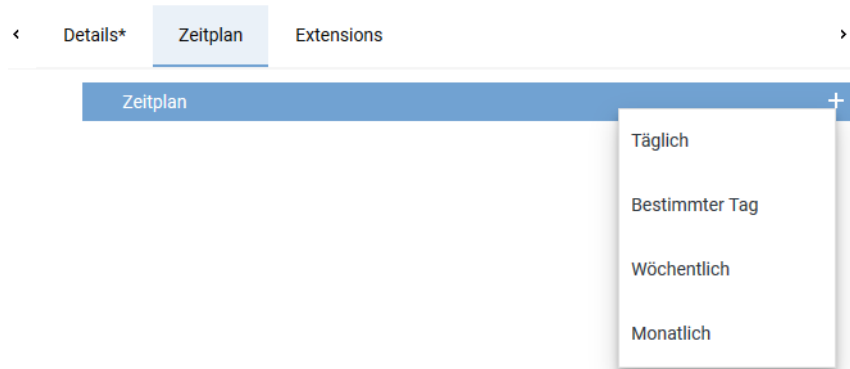 Details* Zeitplan Extensions
Zeitplan
Täglich
Bestimmter Tag
Wöchentlich
Monatlich